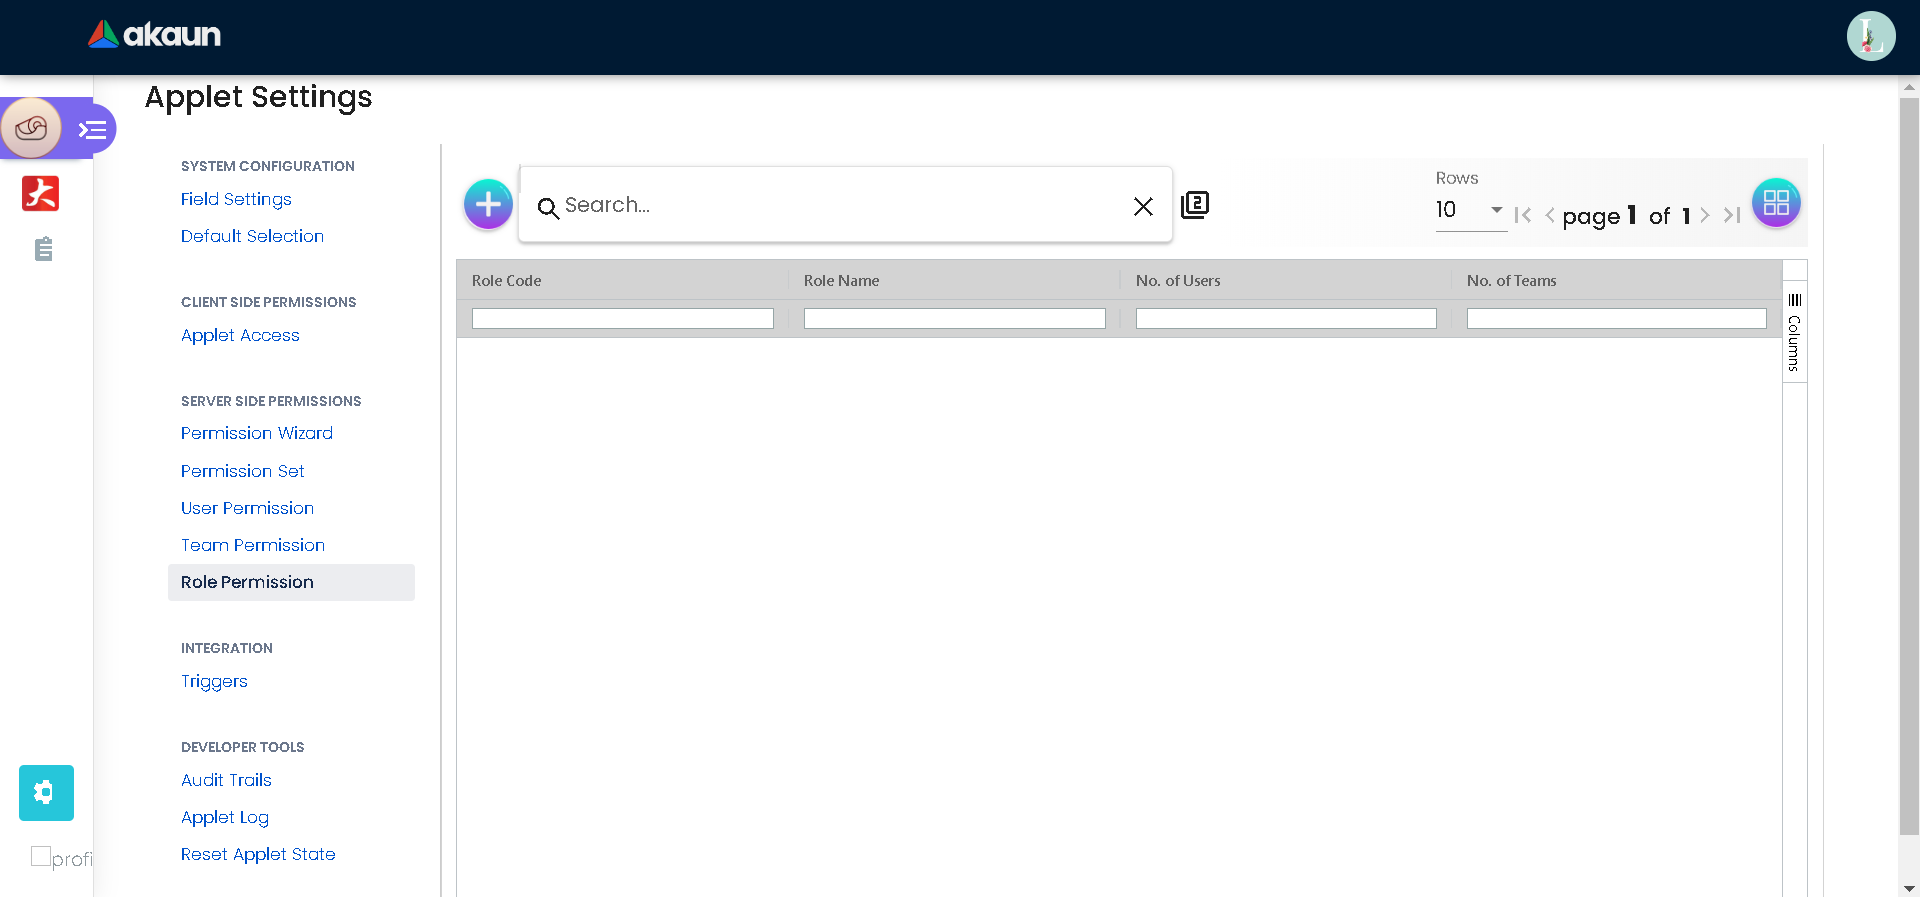 akaun
L
Applet Settings
SYSTEM CONFIGURATION
Field Settings
Default Selection
CLIENT SIDE PERMISSIONS
Applet Access
SERVER SIDE PERMISSIONS
Permission Wizard
Permission Set
User Permission
Team Permission
Role Permission
INTEGRATION
Triggers
DEVELOPER TOOLS
Audit Trails
Applet Log
Reset Applet State
profi
Search...
2
Rows
10
page 1 of 1
Role Code
Role Name
No. of Users
No. of Teams
Columns